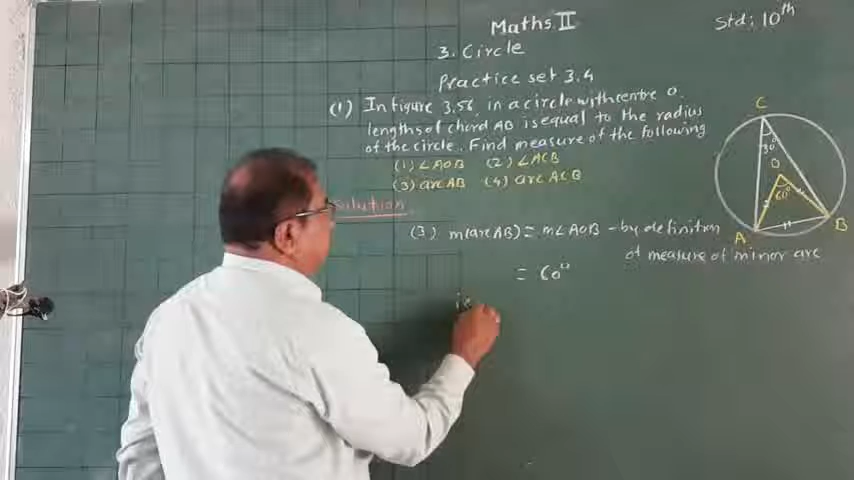 Maths.II
Std: 10th
3. Circle
Practice set 3.4
(1) In figure 3.56 in a circle with centre o.
lengths of chord AB is equal to the radius
of the circle. Find measure of the following
(1) ∠AOB (2) ∠ACB
(3) arc AB (4) arc ACB
Solution
C
30°
O
60°
A
B
(3) m(arc AB) = m∠AOB - by definition
of measure of minor arc
= 60°